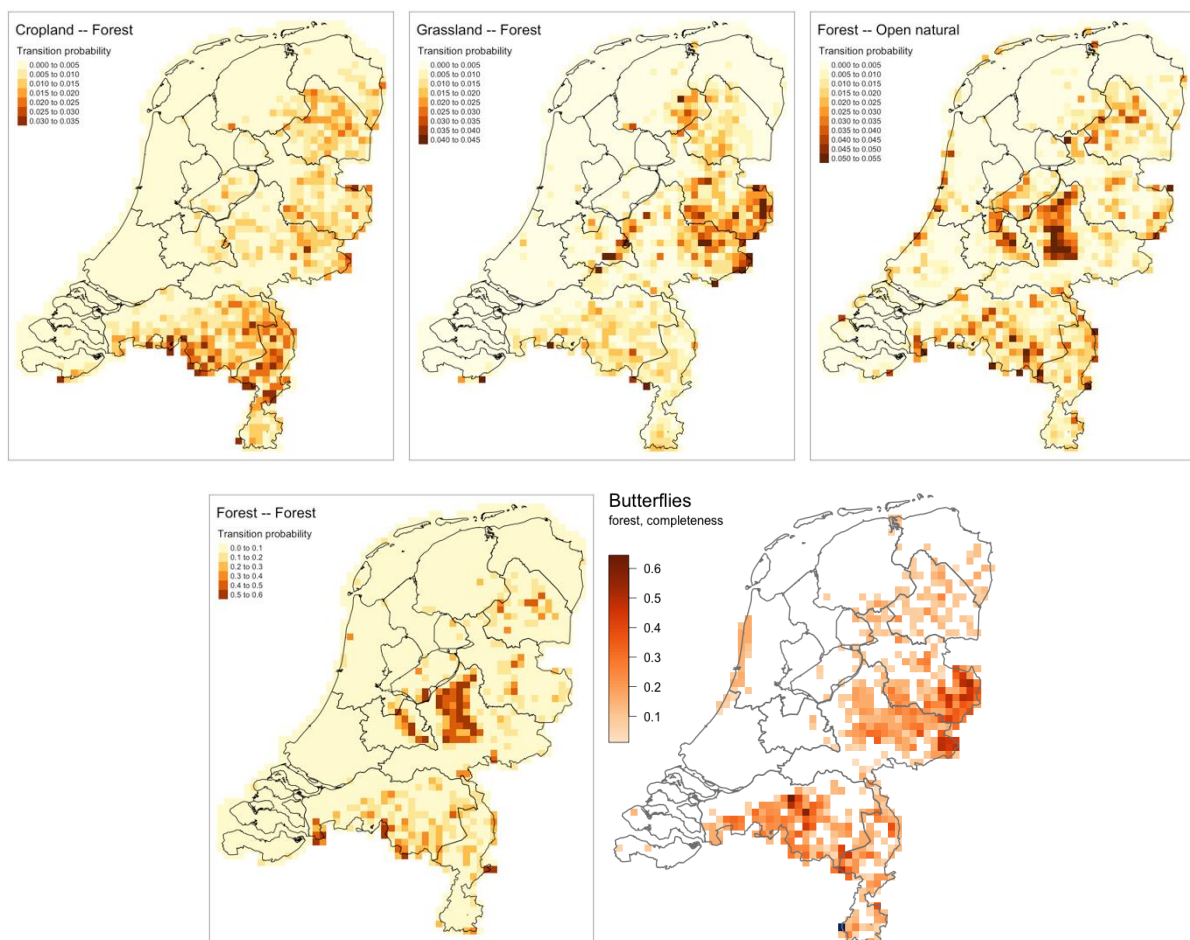 Cropland -- Forest
Transition probability
0.000 to 0.005
0.005 to 0.010
0.010 to 0.015
0.015 to 0.020
0.020 to 0.025
0.025 to 0.030
0.030 to 0.035
Grassland -- Forest
Transition probability
0.000 to 0.005
0.005 to 0.010
0.010 to 0.015
0.015 to 0.020
0.020 to 0.025
0.025 to 0.030
0.030 to 0.035
0.035 to 0.040
0.040 to 0.045
Forest -- Open natural
Transition probability
0.000 to 0.005
0.005 to 0.010
0.010 to 0.015
0.015 to 0.020
0.020 to 0.025
0.025 to 0.030
0.030 to 0.035
0.035 to 0.040
0.040 to 0.045
0.045 to 0.050
0.050 to 0.055
Forest -- Forest
Transition probability
0.0 to 0.1
0.1 to 0.2
0.2 to 0.3
0.3 to 0.4
0.4 to 0.5
0.5 to 0.6
Butterflies
forest, completeness
0.6
0.5
0.4
0.3
0.2
0.1